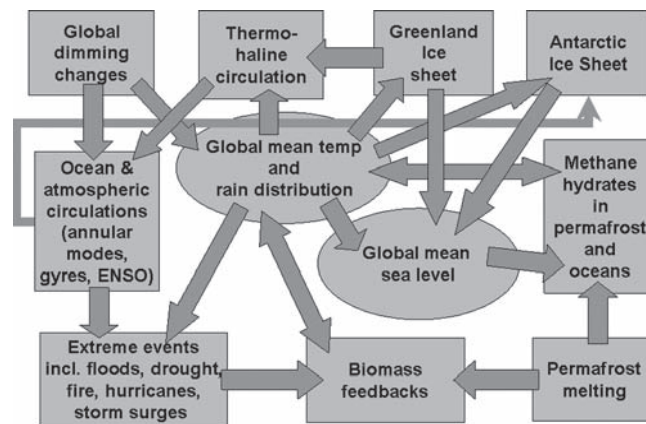 Global
dimming
changes
Thermo-
haline
circulation
Greenland
Ice
sheet
Antarctic
Ice Sheet
Ocean &
atmospheric
circulations
(annular
modes,
gyres, ENSO)
Global mean temp
and
rain distribution
Methane
hydrates
in
permafrost
and
oceans
Global mean
sea level
Extreme events
incl. floods, drought,
fire, hurricanes,
storm surges
Biomass
feedbacks
Permafrost
melting